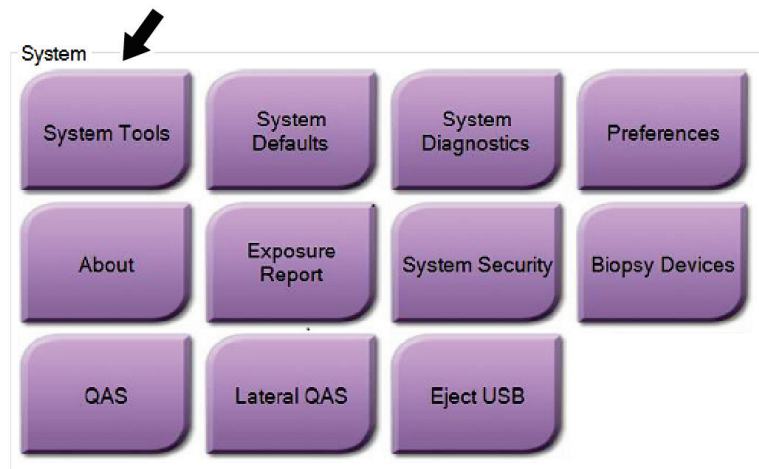 System
System Tools
System
Defaults
System
Diagnostics
Preferences
About
Exposure
Report
System Security
Biopsy Devices
QAS
Lateral QAS
Eject USB